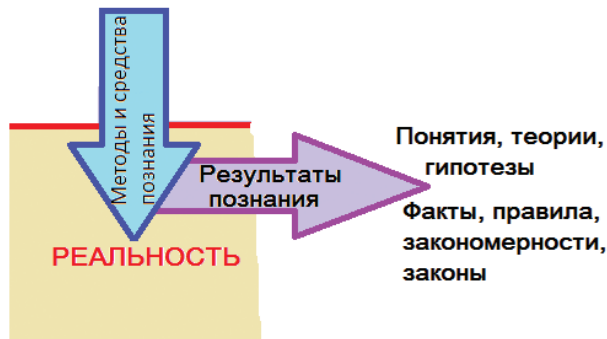 Методы и средства
познания
РЕАЛЬНОСТЬ
Результаты
познания
Понятия, теории,
гипотезы
Факты, правила,
закономерности,
законы